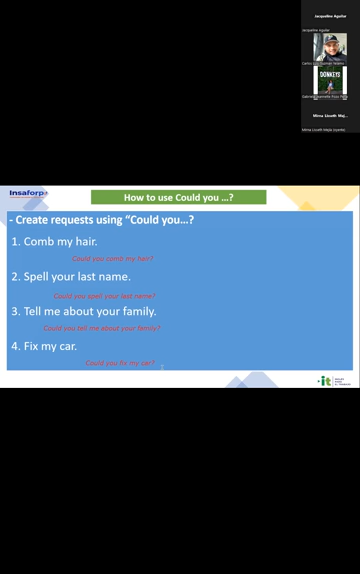 Jacqueline Aguilar
Jacqueline Aguilar
DONKEYS
Mirna Lisseth Mej...
Insaforp
How to use Could you ...?
- Create requests using "Could you...?
1. Comb my hair.
Could you comb my hair?
2. Spell your last name.
Could you spell your last name?
3. Tell me about your family.
Could you tell me about your family?
4. Fix my car.
Could you fix my car?
it